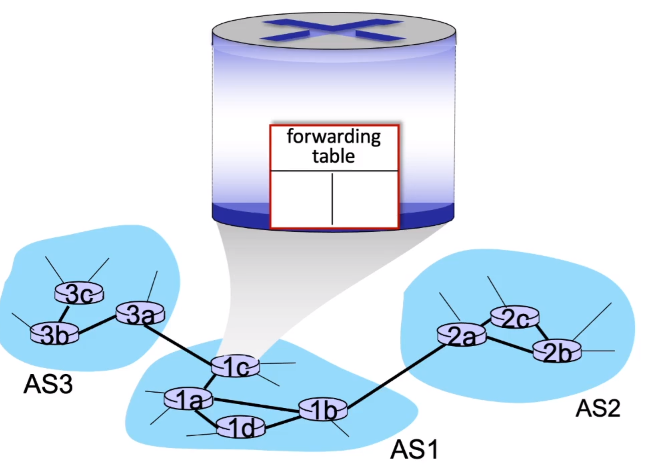 forwarding
table
3c
3a
3b
AS3
2c
2a
2b
AS2
1c
1a
1b
1d
AS1